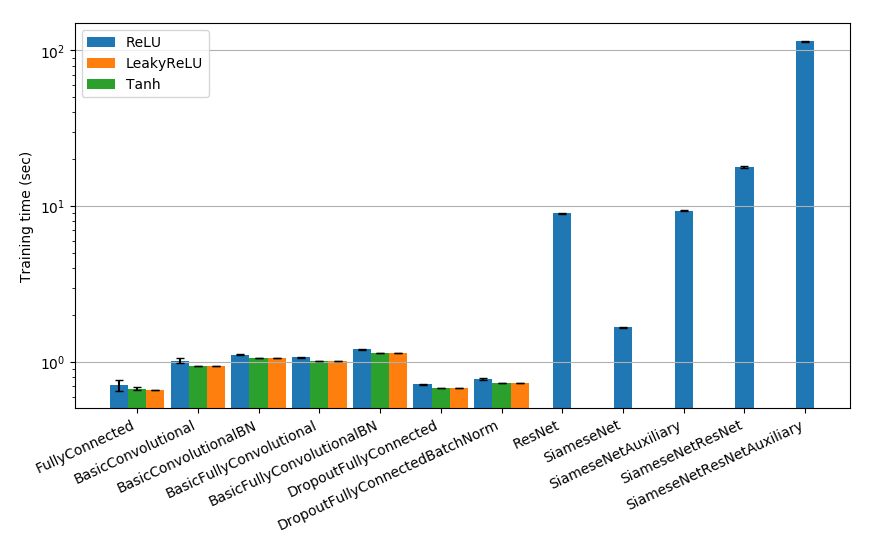 ReLU
LeakyReLU
Tanh
Training time (sec)
10²
10¹
10⁰
FullyConnected
BasicConvolutional
BasicConvolutionalBN
BasicFullyConvolutional
BasicFullyConvolutionalBN
DropoutFullyConnected
DropoutFullyConnectedBatchNorm
ResNet
SiameseNet
SiameseNetAuxiliary
SiameseNetResNet
SiameseNetResNetAuxiliary